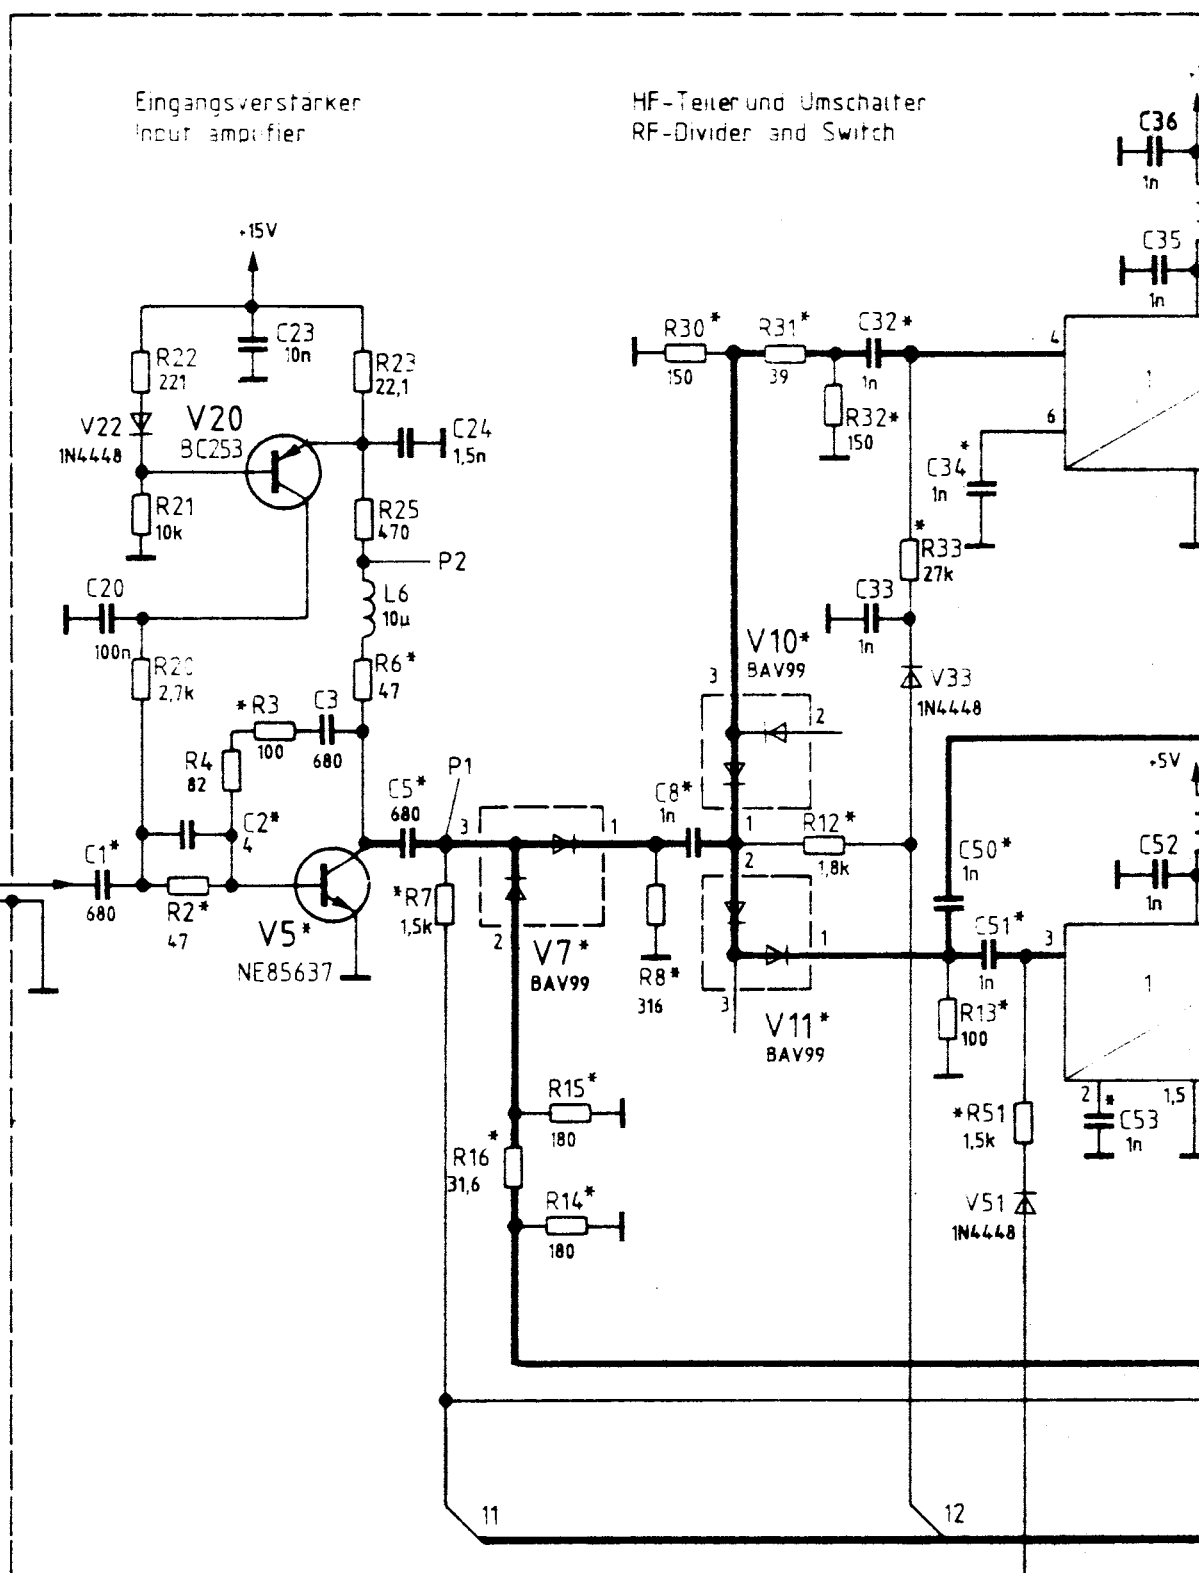 Eingangsverstärker
Input amplifier
HF-Teiler und Umschalter
RF-Divider and Switch
C36
1n
+15V
C35
1n
C23
10n
R22
221
R23
22,1
R30*
150
R31*
39
C32*
1n
4
1
V22
1N4448
V20
BC253
C24
1,5n
R32*
150
6
*
C34
1n
R21
10k
R25
470
P2
*
R33
27k
C20
100n
L6
10µ
C33
1n
R20
2,7k
R6*
47
V10*
BAV99
3
2
V33
1N4448
*R3
100
C3
680
R4
82
P1
+5V
C5*
680
3
1
C8*
1n
1
2
R12*
1,8k
C2*
4
C50*
1n
C52
1n
C1*
680
R2*
47
V5*
NE85637
*R7
1,5k
2
V7*
BAV99
R8*
316
1
3
V11*
BAV99
C51*
1n
3
1
R13*
100
R15*
180
R16*
31,6
R14*
180
2
*
C53
1n
1,5
*R51
1,5k
V51
1N4448
11
12